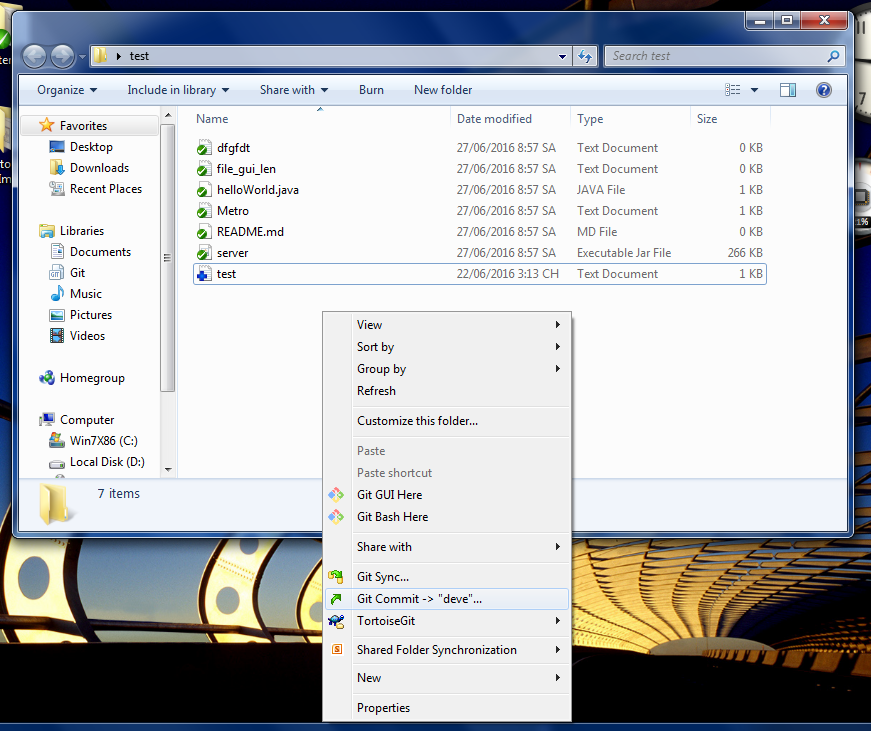 test
Search test
Organize Include in library Share with Burn New folder
Name Date modified Type Size
Favorites
Desktop
Downloads
Recent Places
Libraries
Documents
Git
Music
Pictures
Videos
Homegroup
Computer
Win7X86 (C:)
Local Disk (D:)
dfgfdt 27/06/2016 8:57 SA Text Document 0 KB
file_gui_len 27/06/2016 8:57 SA Text Document 0 KB
helloWorld.java 27/06/2016 8:57 SA JAVA File 1 KB
Metro 27/06/2016 8:57 SA Text Document 1 KB
README.md 27/06/2016 8:57 SA MD File 0 KB
server 27/06/2016 8:57 SA Executable Jar File 266 KB
test 22/06/2016 3:13 CH Text Document 1 KB
View
Sort by
Group by
Refresh
Customize this folder...
Paste
Paste shortcut
Git GUI Here
Git Bash Here
Share with
Git Sync...
Git Commit -> "deve"...
TortoiseGit
Shared Folder Synchronization
New
Properties
7 items